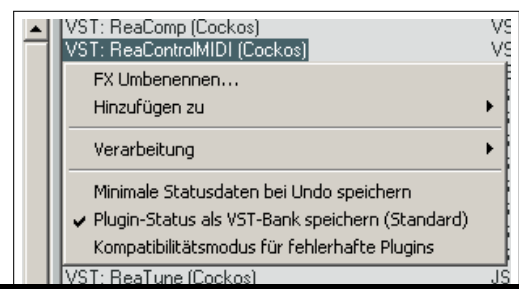 VST: ReaComp (Cockos)
VST: ReaControlMIDI (Cockos)
FX Umbenennen...
Hinzufügen zu
Verarbeitung
Minimale Statusdaten bei Undo speichern
Plugin-Status als VST-Bank speichern (Standard)
Kompatibilitätsmodus für fehlerhafte Plugins
VST: ReaTune (Cockos)
JS